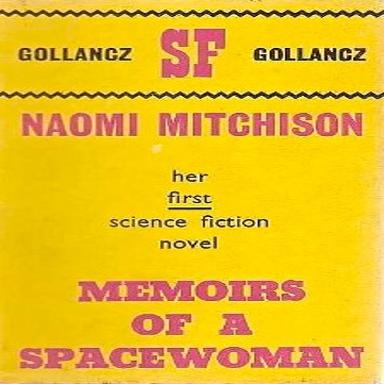 GOLLANCZ SF GOLLANCZ
NAOMI MITCHISON
her
first
science fiction
novel
MEMOIRS
OF A
SPACEWOMAN